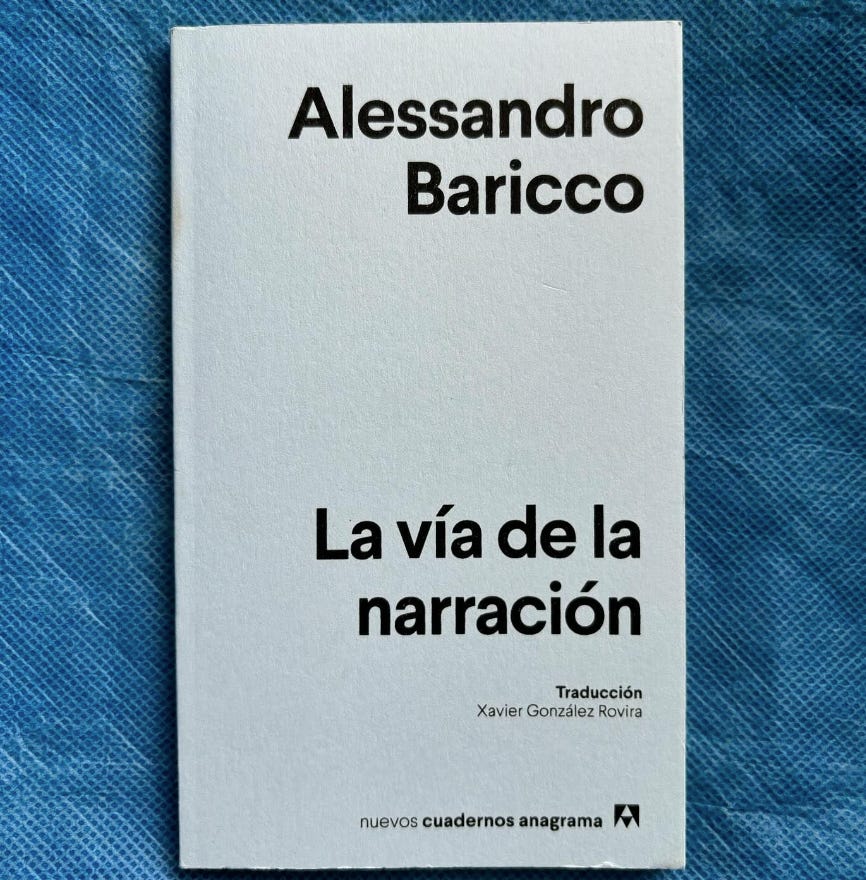 Alessandro
Baricco
La vía de la
narración
Traducción
Xavier González Rovira
nuevos cuadernos anagrama